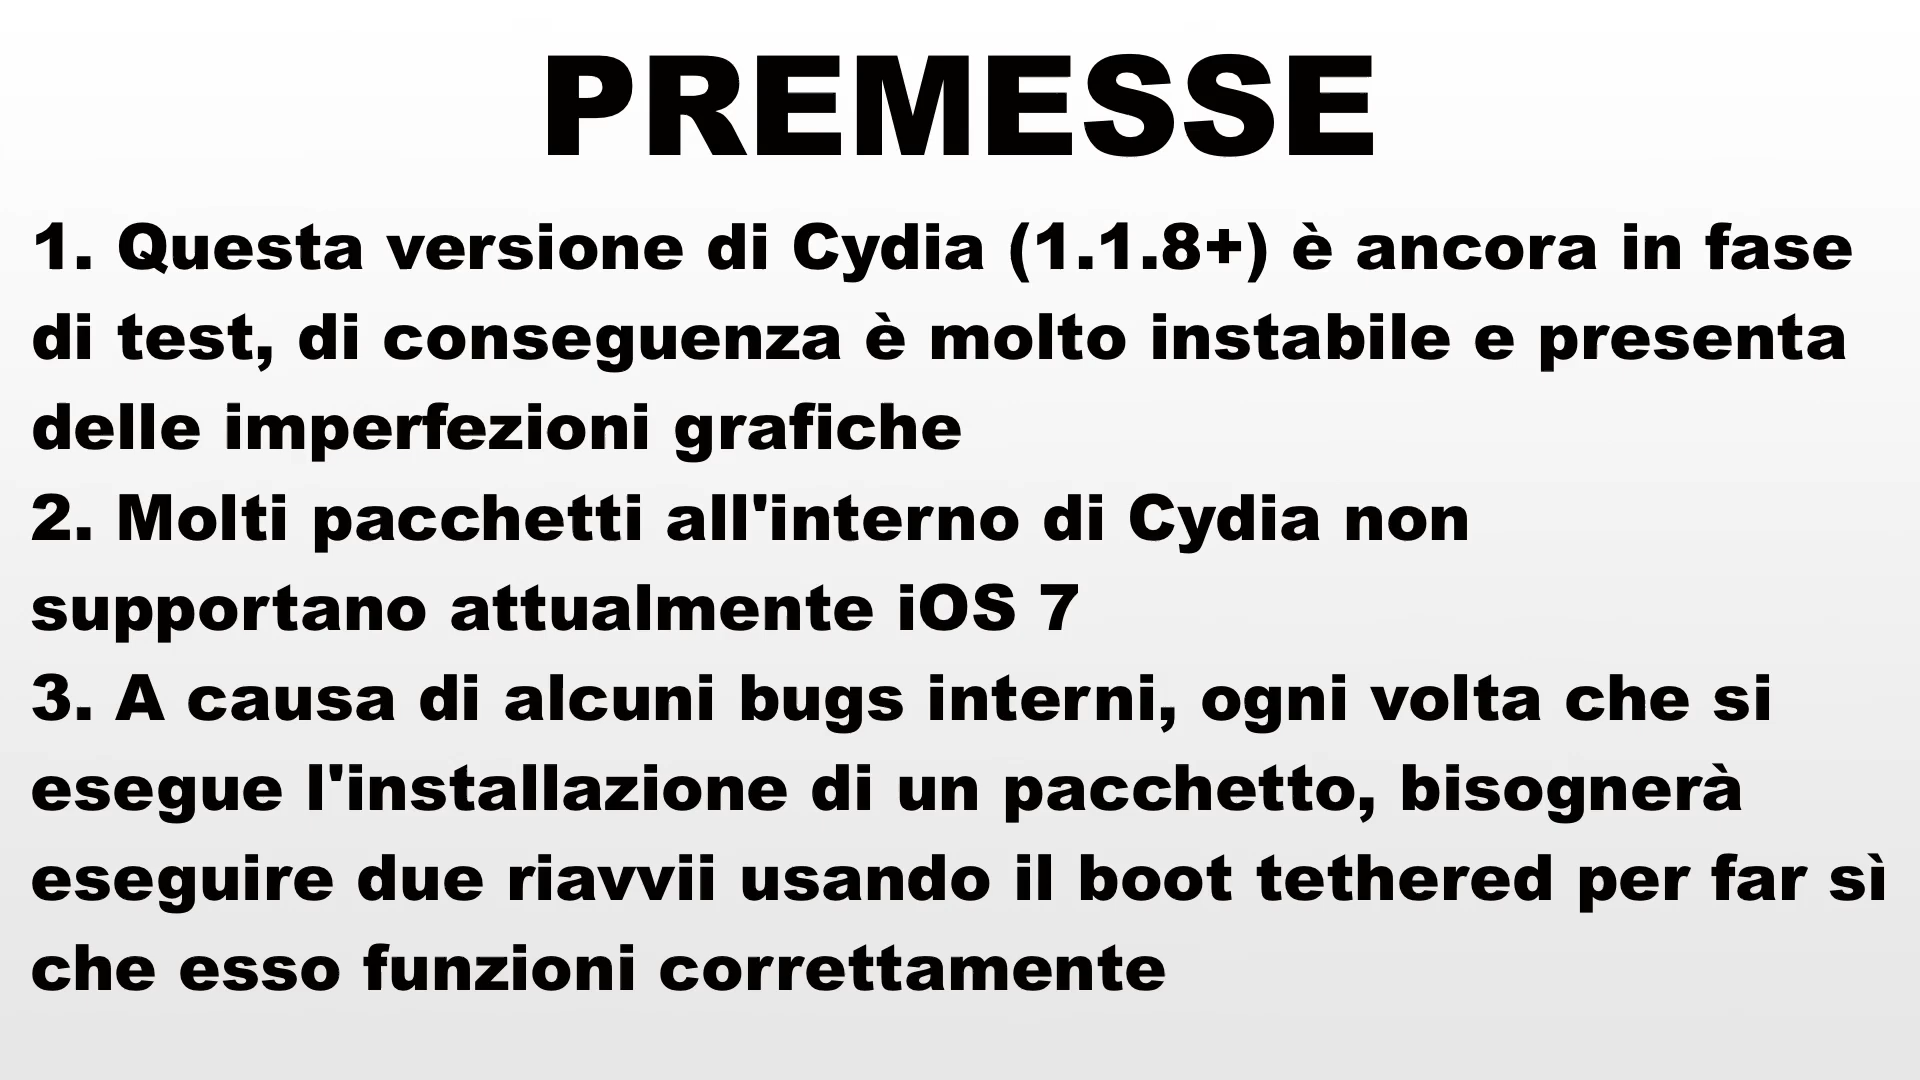 PREMESSE
1. Questa versione di Cydia (1.1.8+) è ancora in fase
di test, di conseguenza è molto instabile e presenta
delle imperfezioni grafiche
2. Molti pacchetti all'interno di Cydia non
supportano attualmente iOS 7
3. A causa di alcuni bugs interni, ogni volta che si
esegue l'installazione di un pacchetto, bisognerà
eseguire due riavvii usando il boot tethered per far sì
che esso funzioni correttamente